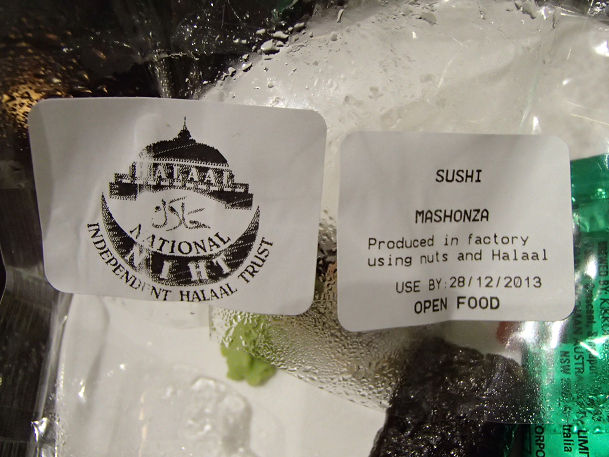 HALAAL
حلال
NATIONAL
NIHT
INDEPENDENT HALAAL TRUST
SUSHI
MASHONZA
Produced in factory
using nuts and Halaal
USE BY:28/12/2013
OPEN FOOD
NSW